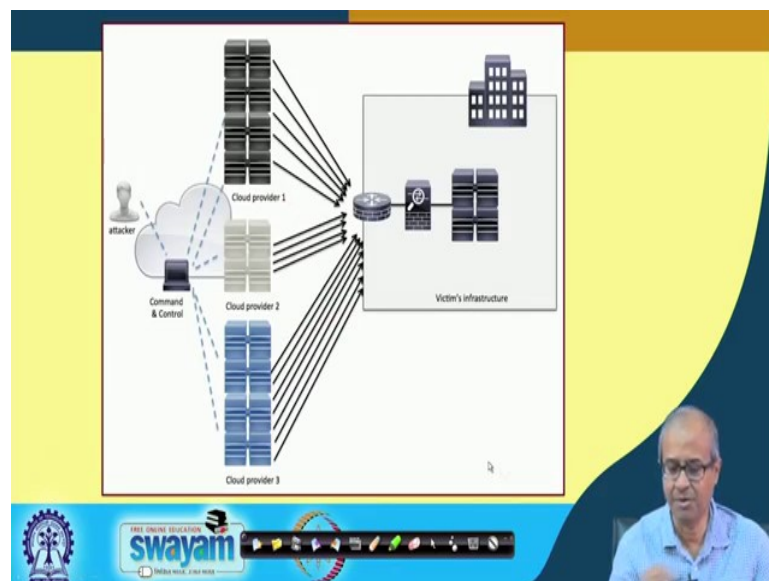 Cloud provider 1
attacker
Cloud provider 2
Command
& Control
Victim's infrastructure
Cloud provider 3
FREE ONLINE EDUCATION
swayam